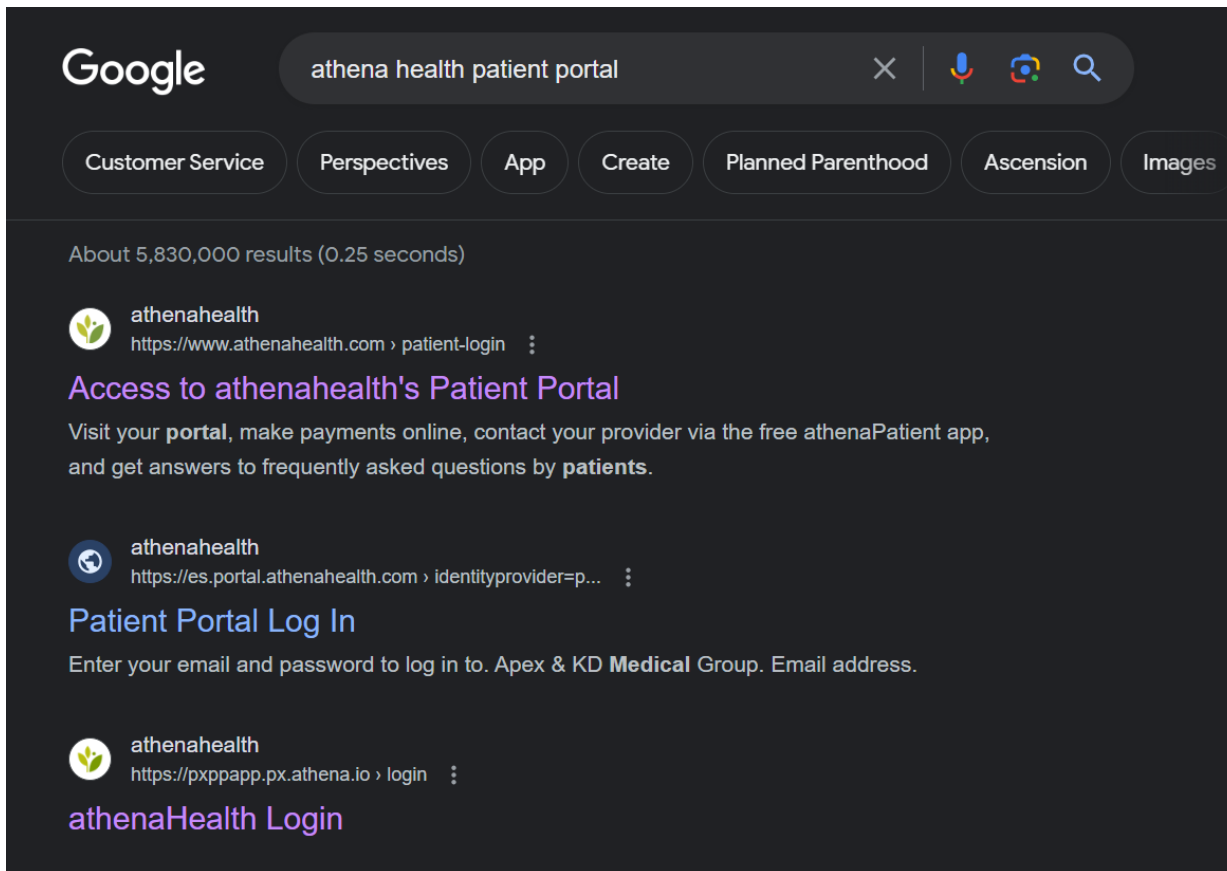 Google
athena health patient portal
Customer Service
Perspectives
App
Create
Planned Parenthood
Ascension
Images
About 5,830,000 results (0.25 seconds)
athenahealth
https://www.athenahealth.com › patient-login
Access to athenahealth's Patient Portal
Visit your portal, make payments online, contact your provider via the free athenaPatient app,
and get answers to frequently asked questions by patients.
athenahealth
https://es.portal.athenahealth.com › identityprovider=p...
Patient Portal Log In
Enter your email and password to log in to. Apex & KD Medical Group. Email address.
athenahealth
https://pxppapp.px.athena.io › login
athenaHealth Login